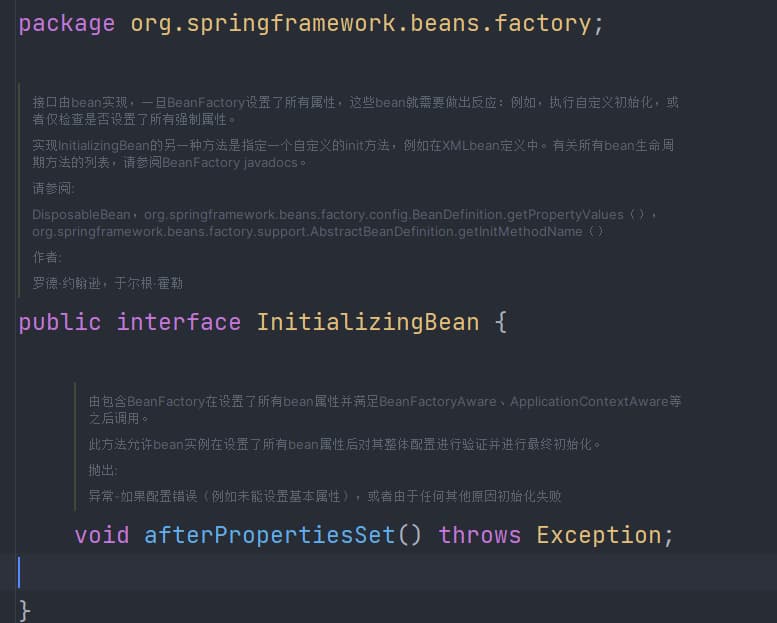 package org.springframework.beans.factory;
接口由bean实现，一旦BeanFactory设置了所有属性，这些bean就需要做出反应：例如，执行自定义初始化，或
者仅检查是否设置了所有强制属性。
实现InitializingBean的另一种方法是指定一个自定义的init方法，例如在XMLbean定义中。有关所有bean生命周
期方法的列表，请参阅BeanFactory javadocs。
请参阅:
DisposableBean，org.springframework.beans.factory.config.BeanDefinition.getPropertyValues（），
org.springframework.beans.factory.support.AbstractBeanDefinition.getInitMethodName（）
作者:
罗德·约翰逊，于尔根·霍勒
public interface InitializingBean {
由包含BeanFactory在设置了所有bean属性并满足BeanFactoryAware、ApplicationContextAware等
之后调用。
此方法允许bean实例在设置了所有bean属性后对其整体配置进行验证并进行最终初始化。
抛出:
异常-如果配置错误（例如未能设置基本属性），或者由于任何其他原因初始化失败
void afterPropertiesSet() throws Exception;
}